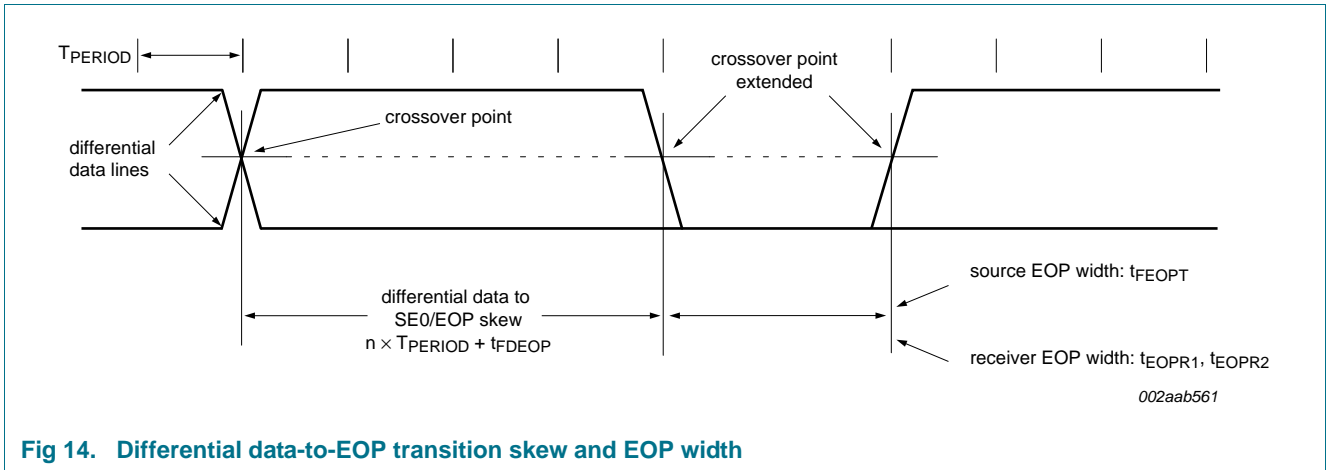 TPERIOD
crossover point
extended
crossover point
differential
data lines
differential data to
SE0/EOP skew
n × TPERIOD + tFDEOP
source EOP width: tFEOPT
receiver EOP width: tEOPR1, tEOPR2
002aab561
Fig 14. Differential data-to-EOP transition skew and EOP width